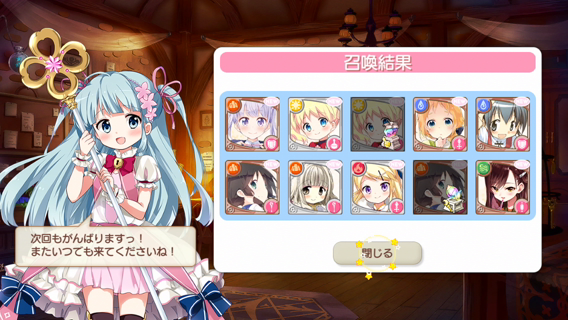 召喚結果
次回もがんばりますっ！
またいつでも来てくださいね！
閉じる